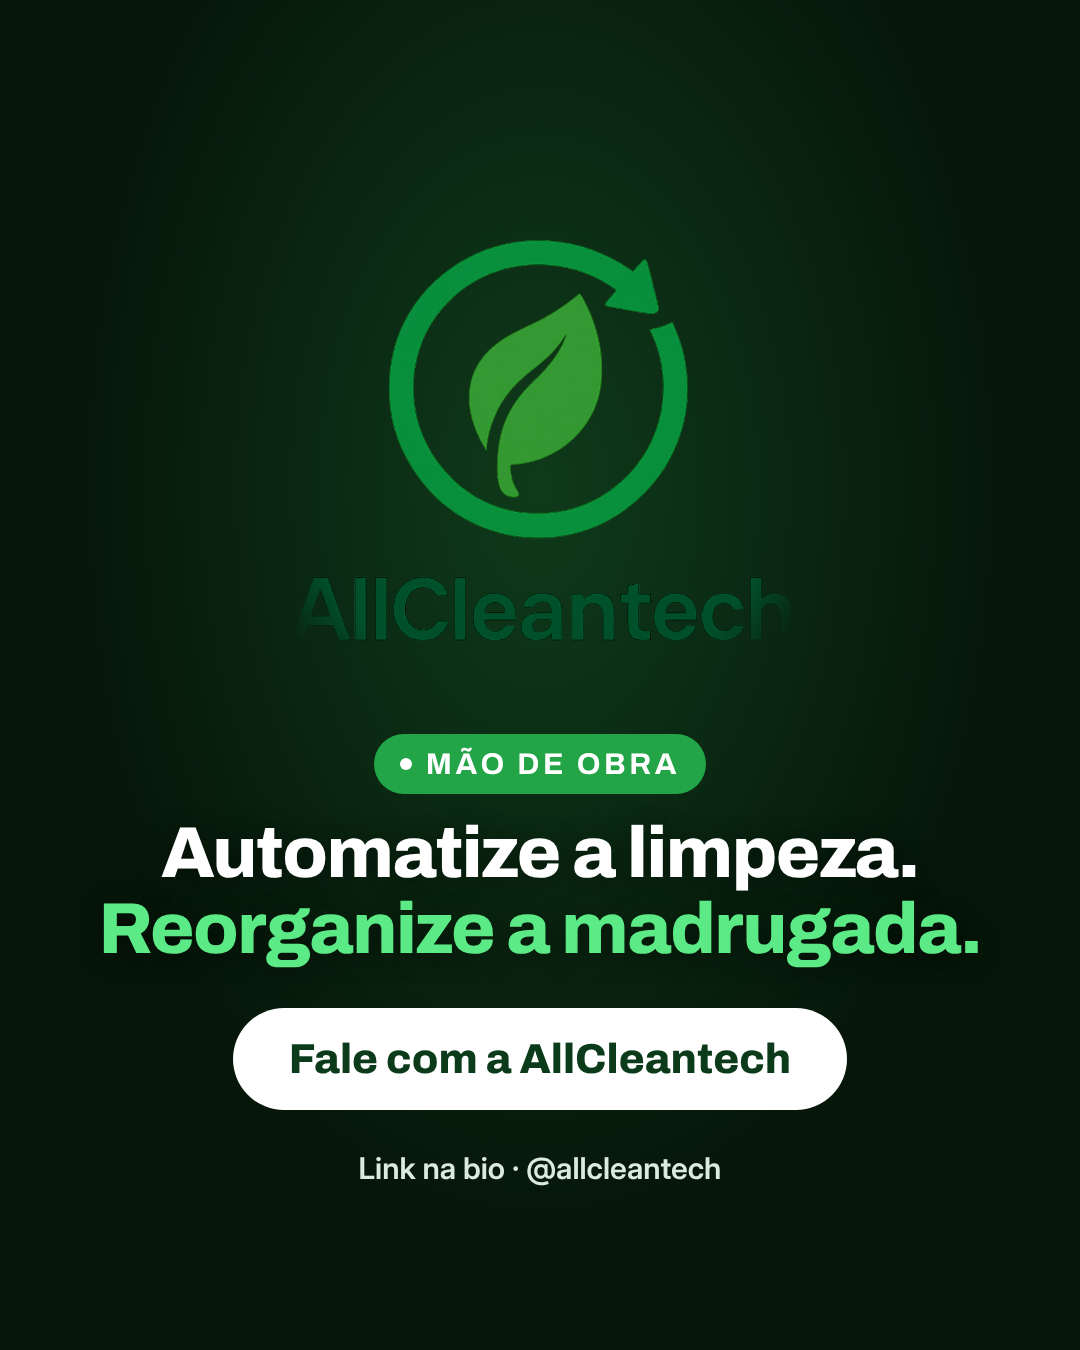 AllCleantech
MÃO DE OBRA
Automatize a limpeza.
Reorganize a madrugada.
Fale com a AllCleantech
Link na bio · @allcleantech